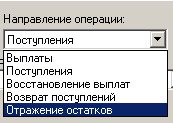 Направление операции:
Поступления
Выплаты
Поступления
Восстановление выплат
Возврат поступлений
Отражение остатков